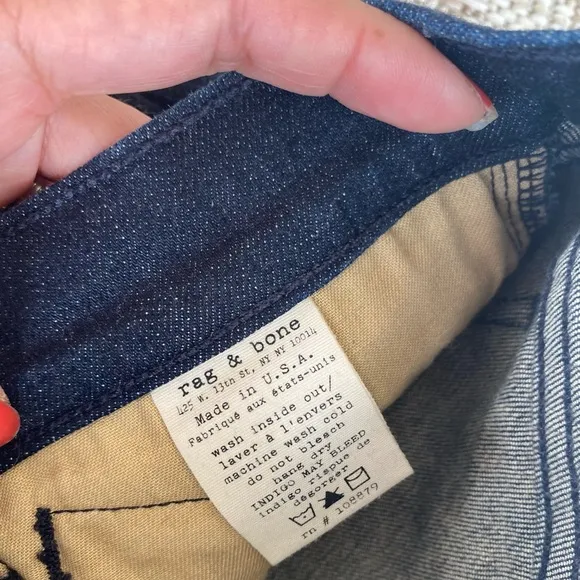 rag & bone
425 W. 13th St, NY NY 10014
Made in U.S.A.
Fabriqué aux états-unis
wash inside out/
laver à l'envers
machine wash cold
do not bleach
hang dry
INDIGO MAY BLEED
indigo risque de
dégorger
rn # 108879